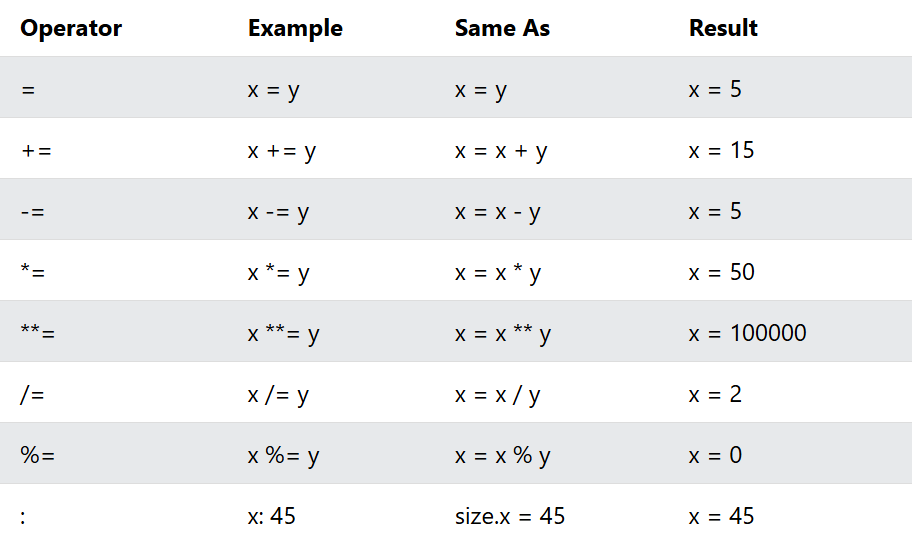 Operator Example Same As Result
= x = y x = y x = 5
+= x += y x = x + y x = 15
-= x -= y x = x - y x = 5
*= x *= y x = x * y x = 50
**= x **= y x = x ** y x = 100000
/= x /= y x = x / y x = 2
%= x %= y x = x % y x = 0
: x: 45 size.x = 45 x = 45